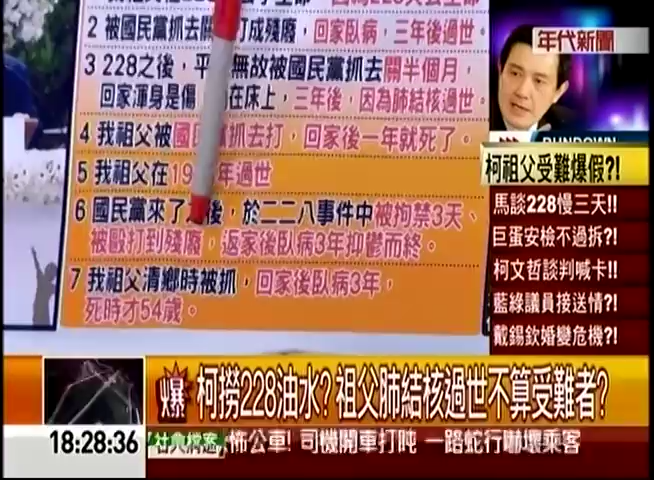 2 被國民黨抓去關 打成殘廢，回家臥病，三年後過世。
3 228之後，平 無故被國民黨抓去關半個月，
回家渾身是傷 在床上，三年後，因為肺結核過世。
4 我祖父被國民 抓去打，回家後一年就死了。
5 我祖父在19 年過世
6 國民黨來了之後，於二二八事件中被拘禁3天、
被毆打到殘廢，返家後臥病3年抑鬱而終。
7 我祖父清鄉時被抓，回家後臥病3年，
死時才54歲。
年代新聞
RUNDOWN
柯祖父受難爆假?!
馬談228慢三天!!
巨蛋安檢不過拆?!
柯文哲談判喊卡!!
藍綠議員接送情?!
戴錫欽婚變危機?!
爆 柯撈228油水? 祖父肺結核過世不算受難者?
18:28:36
怖公車! 司機開車打盹 一路蛇行嚇壞乘客